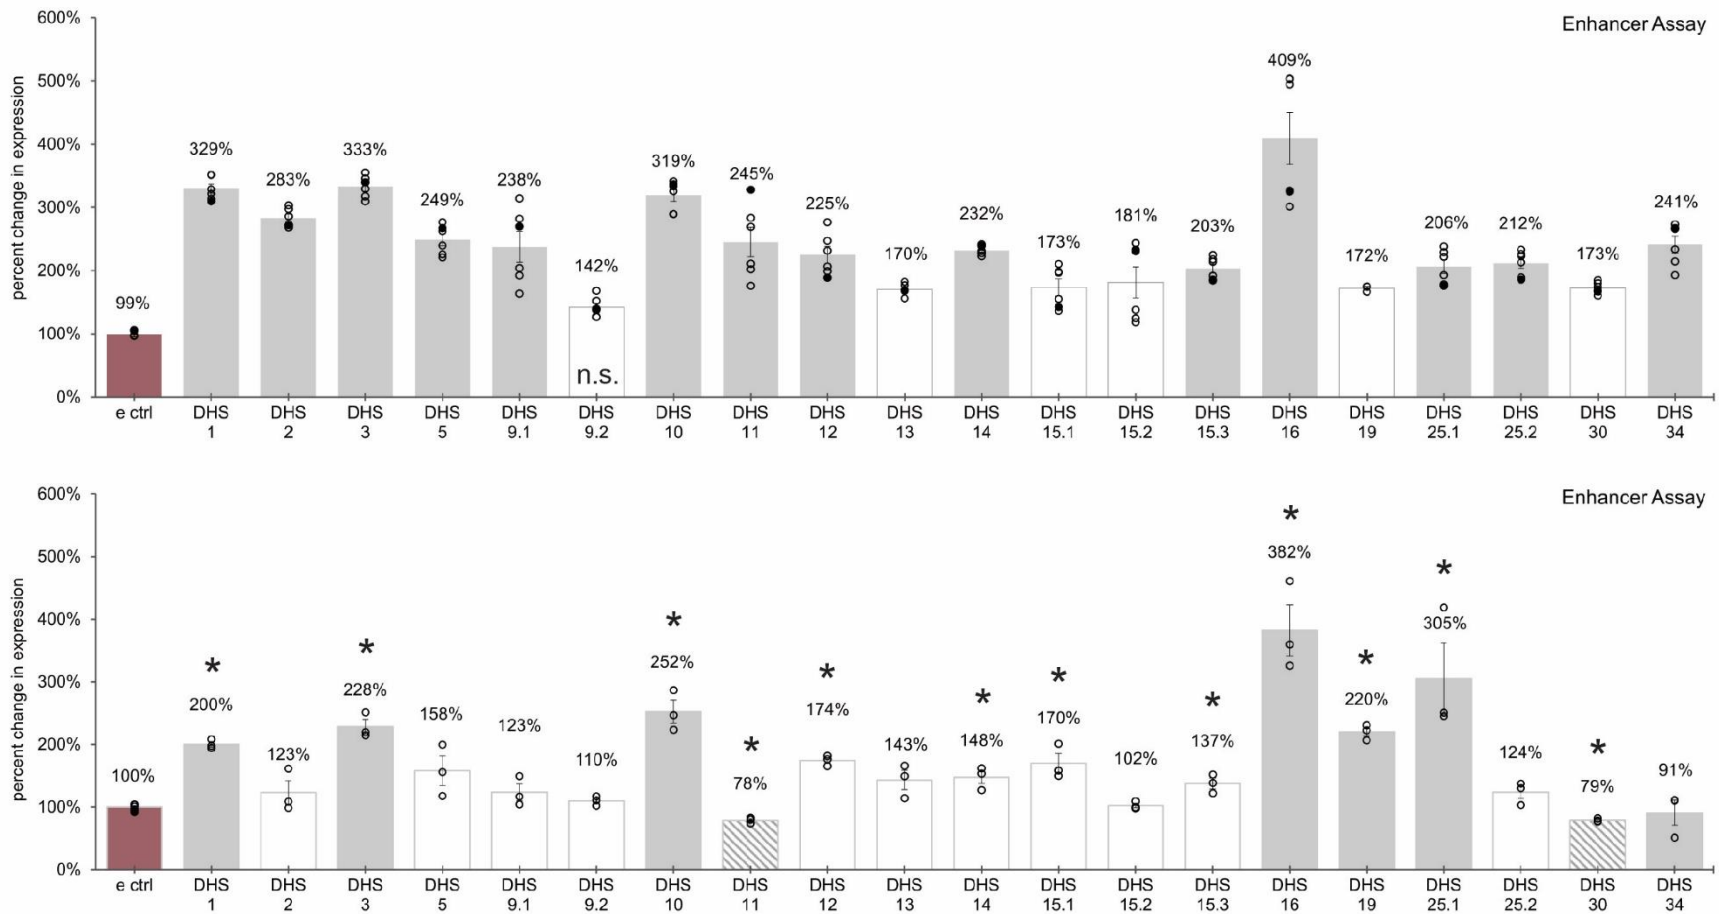 Enhancer Assay
percent change in expression
600%
500%
400%
300%
200%
100%
0%
99%
329%
283%
333%
249%
238%
142%
319%
245%
225%
170%
232%
173%
181%
203%
409%
172%
206%
212%
173%
241%
n.s.
e ctrl
DHS 1
DHS 2
DHS 3
DHS 5
DHS 9.1
DHS 9.2
DHS 10
DHS 11
DHS 12
DHS 13
DHS 14
DHS 15.1
DHS 15.2
DHS 15.3
DHS 16
DHS 19
DHS 25.1
DHS 25.2
DHS 30
DHS 34
Enhancer Assay
percent change in expression
600%
500%
400%
300%
200%
100%
0%
100%
* 200%
123%
* 228%
158%
123%
110%
* 252%
* 78%
* 174%
143%
* 148%
* 170%
102%
* 137%
* 382%
* 220%
* 305%
124%
* 79%
91%
e ctrl
DHS 1
DHS 2
DHS 3
DHS 5
DHS 9.1
DHS 9.2
DHS 10
DHS 11
DHS 12
DHS 13
DHS 14
DHS 15.1
DHS 15.2
DHS 15.3
DHS 16
DHS 19
DHS 25.1
DHS 25.2
DHS 30
DHS 34